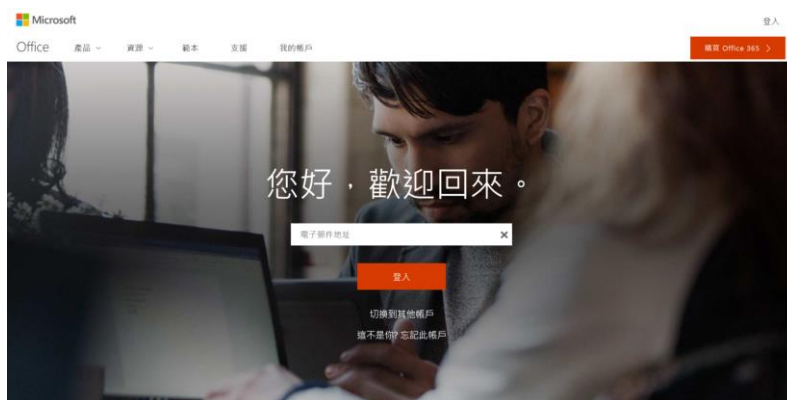 Microsoft
登入
Office 產品 資源 範本 支援 我的帳戶
購買 Office 365
您好，歡迎回來。
電子郵件地址
登入
切換到其他帳戶
這不是你? 忘記此帳戶